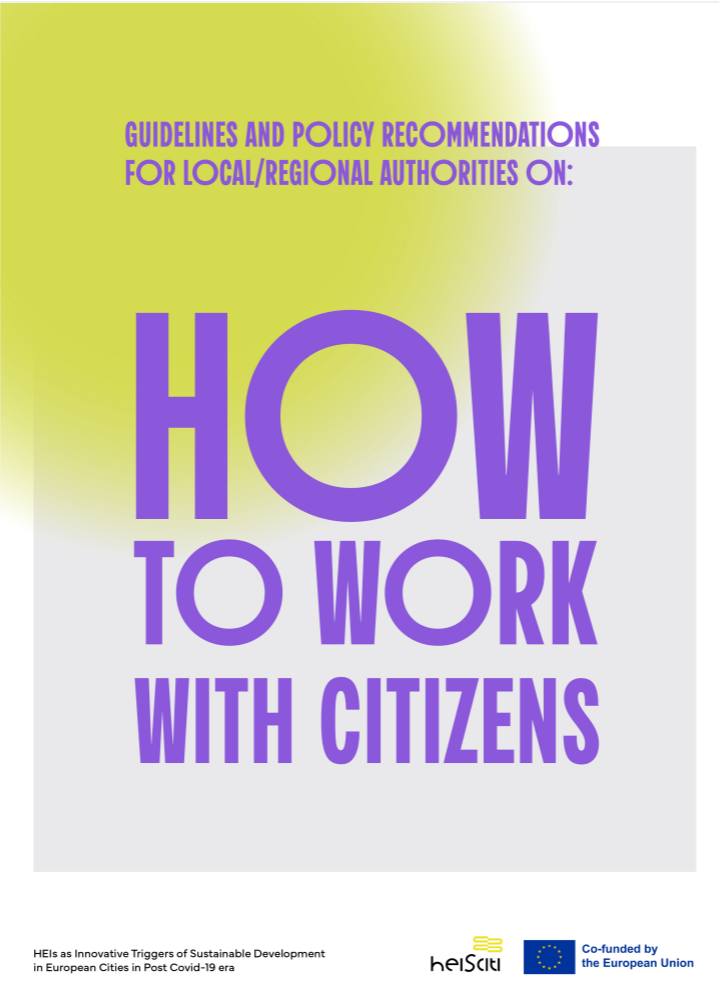 GUIDELINES AND POLICY RECOMMENDATIONS
FOR LOCAL/REGIONAL AUTHORITIES ON:
HOW
TO WORK
WITH CITIZENS
HEIs as Innovative Triggers of Sustainable Development
in European Cities in Post Covid-19 era
heiSciti
Co-funded by
the European Union